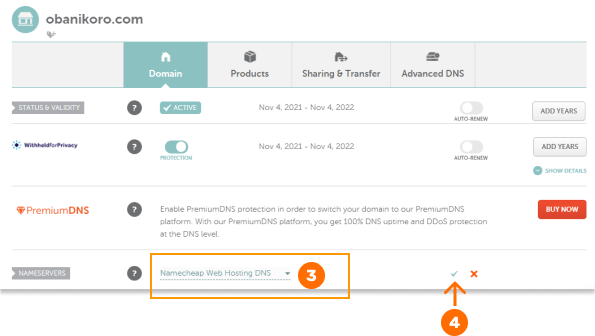 obanikoro.com
Domain
Products
Sharing & Transfer
Advanced DNS
STATUS & VALIDITY
?
ACTIVE
Nov 4, 2021 - Nov 4, 2022
AUTO-RENEW
ADD YEARS
WithheldforPrivacy
?
PROTECTION
Nov 4, 2021 - Nov 4, 2022
AUTO-RENEW
ADD YEARS
SHOW DETAILS
PremiumDNS
?
Enable PremiumDNS protection in order to switch your domain to our PremiumDNS
platform. With our PremiumDNS platform, you get 100% DNS uptime and DDoS protection
at the DNS level.
BUY NOW
NAMESERVERS
?
Namecheap Web Hosting DNS
3
4